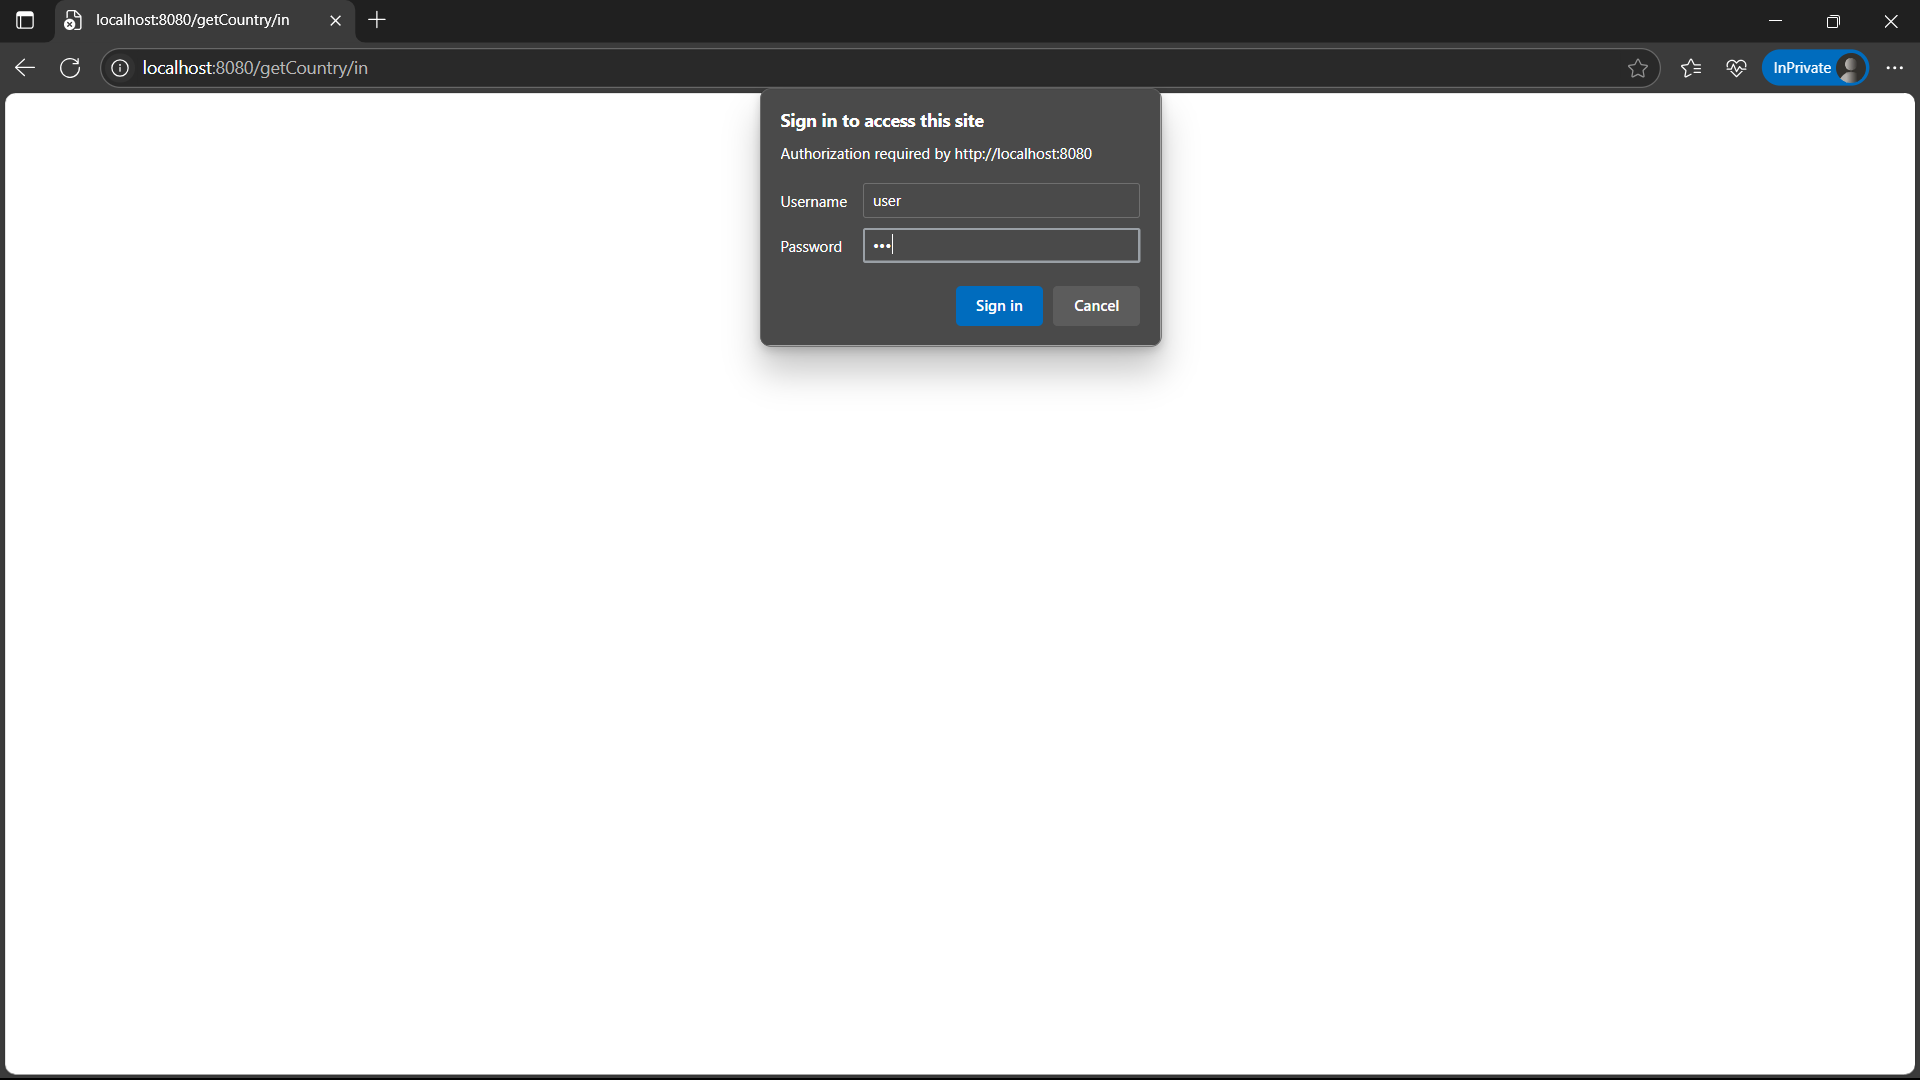 localhost:8080/getCountry/in
localhost:8080/getCountry/in
InPrivate
Sign in to access this site
Authorization required by http://localhost:8080
Username user
Password •••
Sign in Cancel